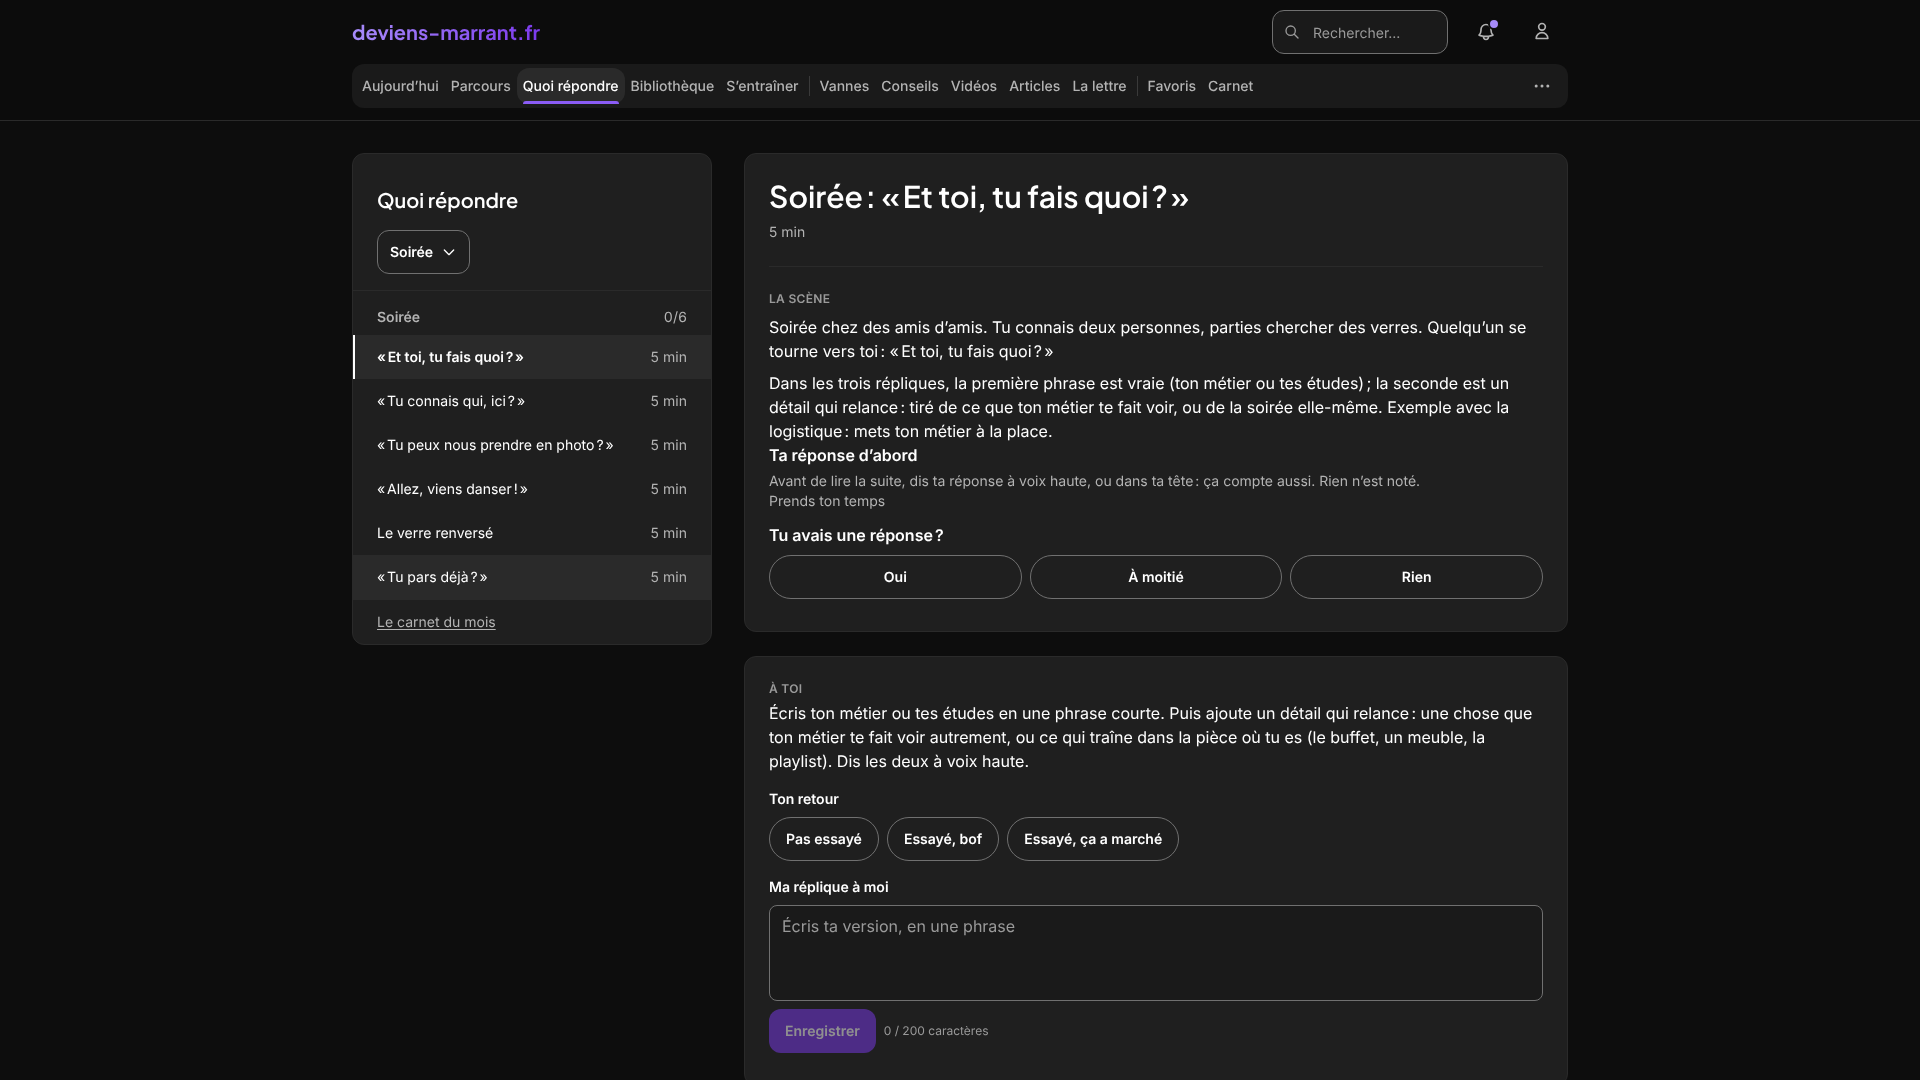 deviens-marrant.fr
Rechercher...
Aujourd’hui Parcours Quoi répondre Bibliothèque S’entraîner Vannes Conseils Vidéos Articles La lettre Favoris Carnet
Quoi répondre
Soirée
Soirée 0/6
« Et toi, tu fais quoi ? » 5 min
« Tu connais qui, ici ? » 5 min
« Tu peux nous prendre en photo ? » 5 min
« Allez, viens danser ! » 5 min
Le verre renversé 5 min
« Tu pars déjà ? » 5 min
Le carnet du mois
Soirée : « Et toi, tu fais quoi ? »
5 min
LA SCÈNE
Soirée chez des amis d’amis. Tu connais deux personnes, parties chercher des verres. Quelqu’un se
tourne vers toi : « Et toi, tu fais quoi ? »
Dans les trois répliques, la première phrase est vraie (ton métier ou tes études) ; la seconde est un
détail qui relance : tiré de ce que ton métier te fait voir, ou de la soirée elle-même. Exemple avec la
logistique : mets ton métier à la place.
Ta réponse d’abord
Avant de lire la suite, dis ta réponse à voix haute, ou dans ta tête : ça compte aussi. Rien n’est noté.
Prends ton temps
Tu avais une réponse ?
Oui À moitié Rien
À TOI
Écris ton métier ou tes études en une phrase courte. Puis ajoute un détail qui relance : une chose que
ton métier te fait voir autrement, ou ce qui traîne dans la pièce où tu es (le buffet, un meuble, la
playlist). Dis les deux à voix haute.
Ton retour
Pas essayé Essayé, bof Essayé, ça a marché
Ma réplique à moi
Écris ta version, en une phrase
Enregistrer 0 / 200 caractères